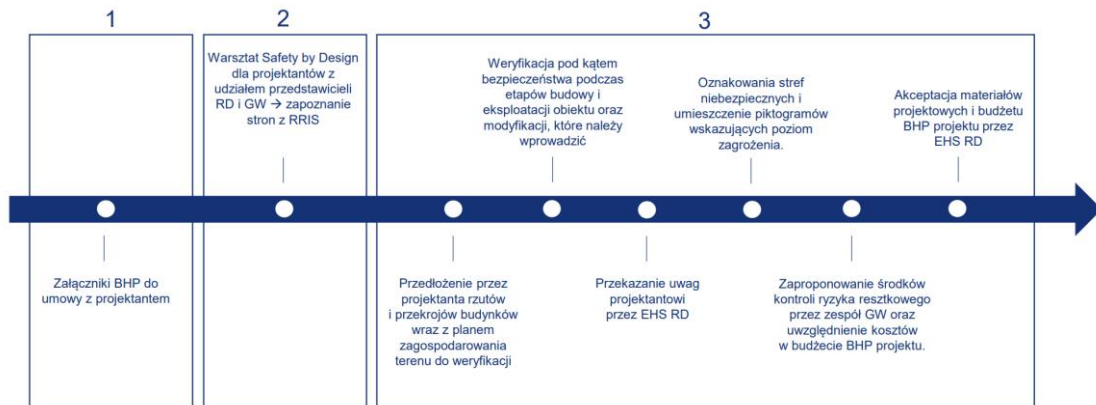 1
2
3
Warsztat Safety by Design
dla projektantów z
udziałem przedstawicieli
RD i GW → zapoznanie
stron z RRIS
Weryfikacja pod kątem
bezpieczeństwa podczas
etapów budowy i
eksploatacji obiektu oraz
modyfikacji, które należy
wprowadzić
Oznakowania stref
niebezpiecznych i
umieszczenie piktogramów
wskazujących poziom
zagrożenia.
Akceptacja materiałów
projektowych i budżetu
BHP projektu przez
EHS RD
Załączniki BHP do
umowy z projektantem
Przedłożenie przez
projektanta rzutów
i przekrojów budynków
wraz z planem
zagospodarowania
terenu do weryfikacji
Przekazanie uwag
projektantowi
przez EHS RD
Zaproponowanie środków
kontroli ryzyka resztkowego
przez zespół GW oraz
uwzględnienie kosztów
w budżecie BHP projektu.